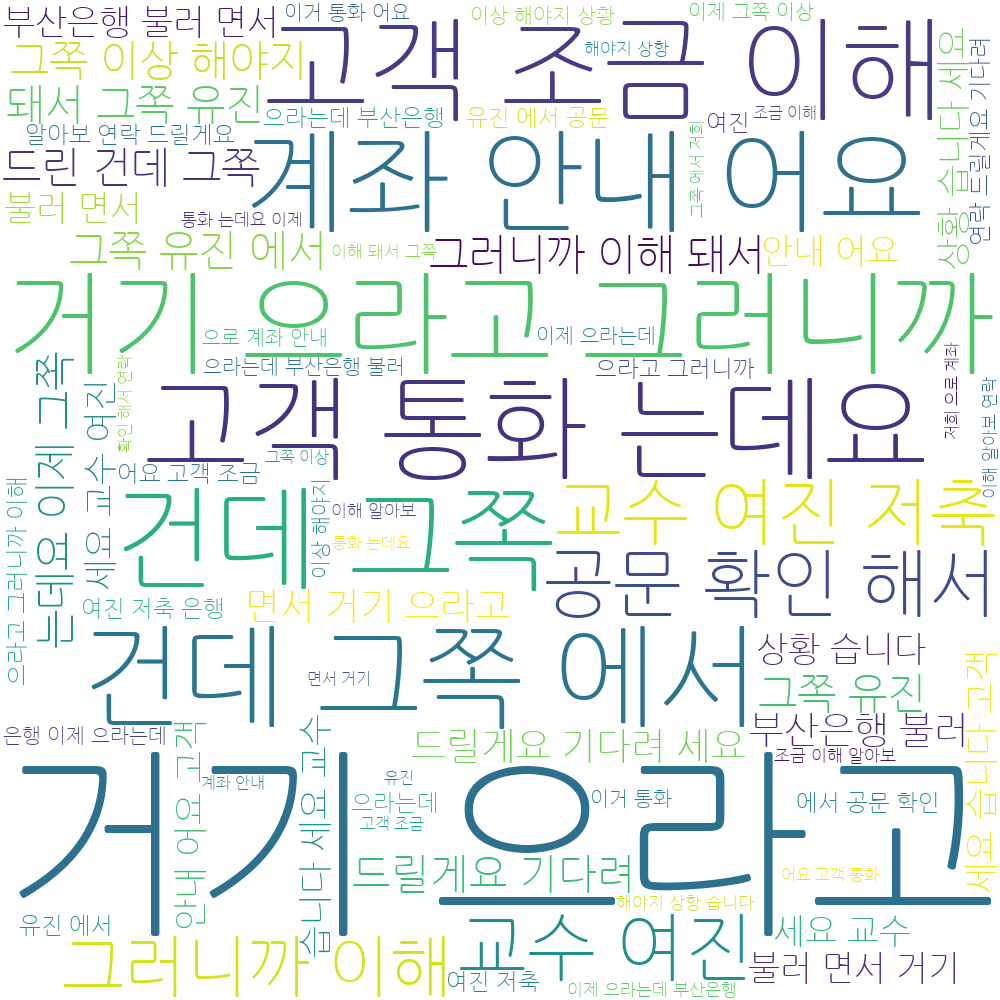 부산은행 불러 면서
이거 통화 어요
이상 해야지 상황
이제 그쪽 이상
고객 조금 이해
그쪽 이상 해야지
해야지 상황
돼서 그쪽 유진
으라는데 부산은행
유진 에서 공문
여진
조금 이해
상황 습니다 세요
연락 드릴게요 기다려
알아보 연락 드릴게요
계좌 안내 어요
그쪽 에서 저희
드린 건데 그쪽
불러 면서
통화 는데요 이제
그쪽 유진 에서
이해 돼서 그쪽
그러니까 이해 돼서
안내 어요
거기 으라고 그러니까
으로 계좌 안내
이제 으라는데
으라는데 부산은행 불러
으라고 그러니까
저희 으로 계좌
는데요 이제 그쪽
세요 교수 여진
확인 해서 연락
고객 통화 는데요
이해 알아보 연락
어요 고객 조금
그쪽 이상
으라고 그러니까 이해
건데 그쪽
이상 해야지
이해 알아보
통화 는데요
교수 여진 저축
공문 확인 해서
여진 저축 은행
면서 거기 으라고
건데 그쪽 에서
상황 습니다
면서 거기
그쪽 유진
세요 습니다 고객
은행 이제 으라는데
안내 어요 고객
습니다 세요 교수
드릴게요 기다려 세요
부산은행 불러
조금 이해 알아보
거기 으라고
계좌 안내
유진
으라는데
고객 조금
이거 통화
에서 공문 확인
드릴게요 기다려
어요 고객 통화
해야지 상황 습니다
유진 에서
그러니까 이해
교수 여진
세요 교수
여진 저축
불러 면서 거기
이제 으라는데 부산은행